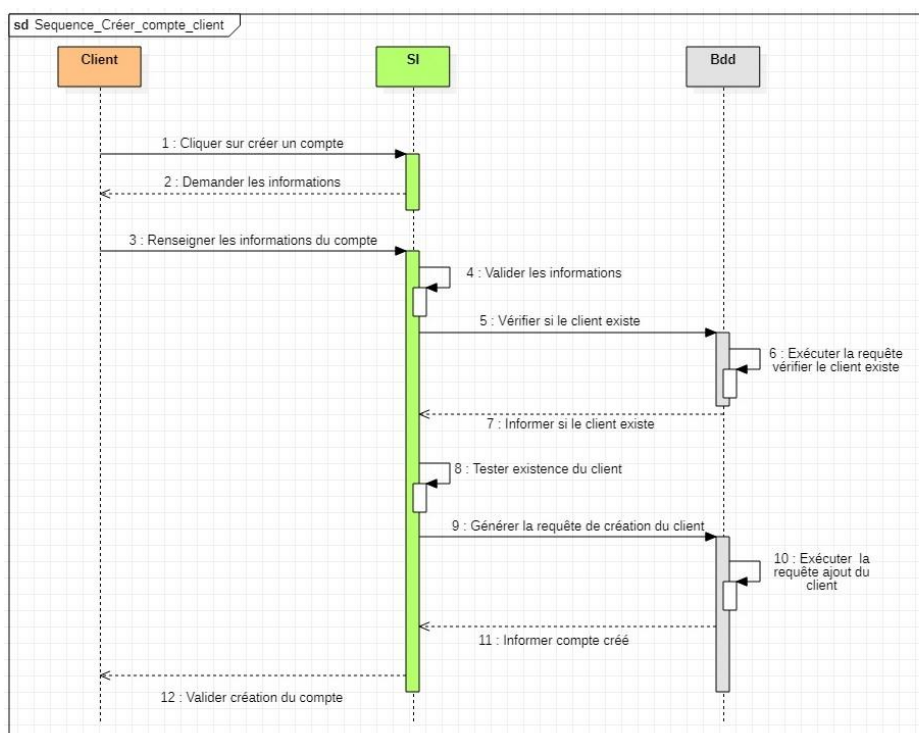 sd Sequence_Créer_compte_client
Client
SI
Bdd
1 : Cliquer sur créer un compte
2 : Demander les informations
3 : Renseigner les informations du compte
4 : Valider les informations
5 : Vérifier si le client existe
6 : Exécuter la requête
vérifier le client existe
7 : Informer si le client existe
8 : Tester existence du client
9 : Générer la requête de création du client
10 : Exécuter la
requête ajout du
client
11 : Informer compte créé
12 : Valider création du compte